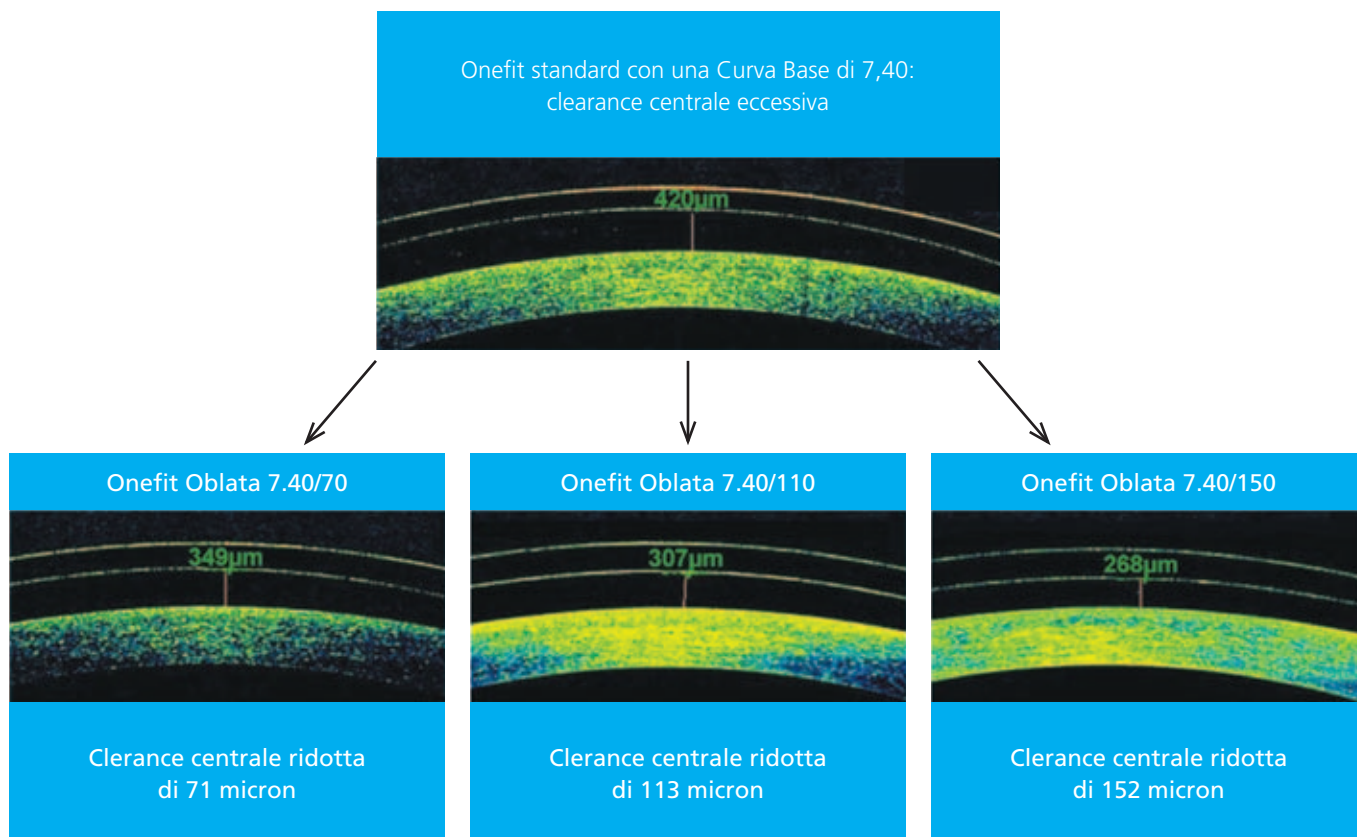 Onefit standard con una Curva Base di 7,40:
clearance centrale eccessiva
420µm
Onefit Oblata 7.40/70
349µm
Clerance centrale ridotta
di 71 micron
Onefit Oblata 7.40/110
307µm
Clerance centrale ridotta
di 113 micron
Onefit Oblata 7.40/150
268µm
Clerance centrale ridotta
di 152 micron